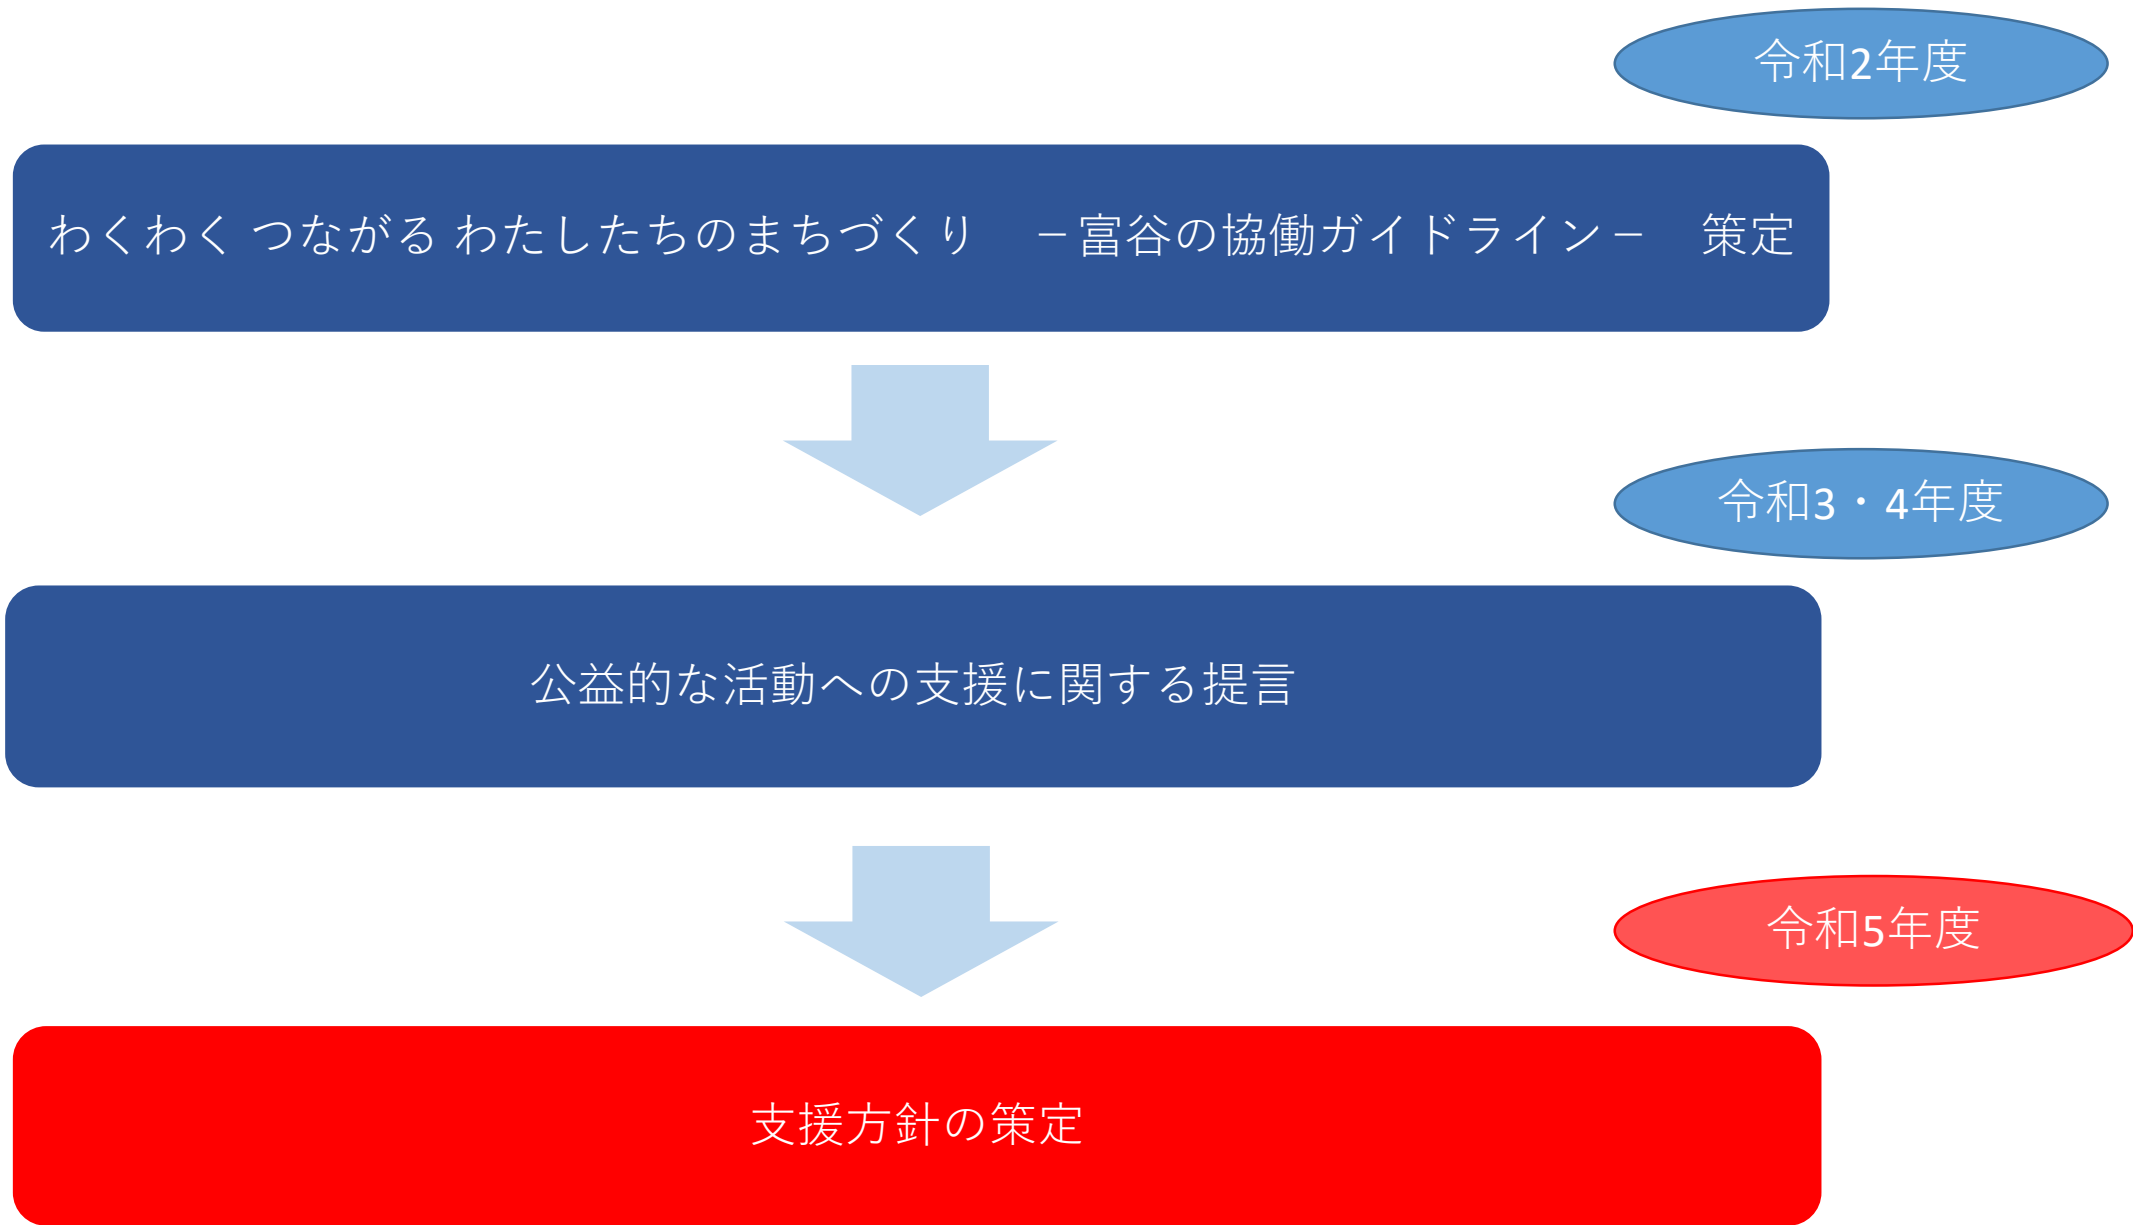 令和2年度
わくわく つながる わたしたちのまちづくり　－富谷の協働ガイドライン－　策定
令和3・4年度
公益的な活動への支援に関する提言
令和5年度
支援方針の策定